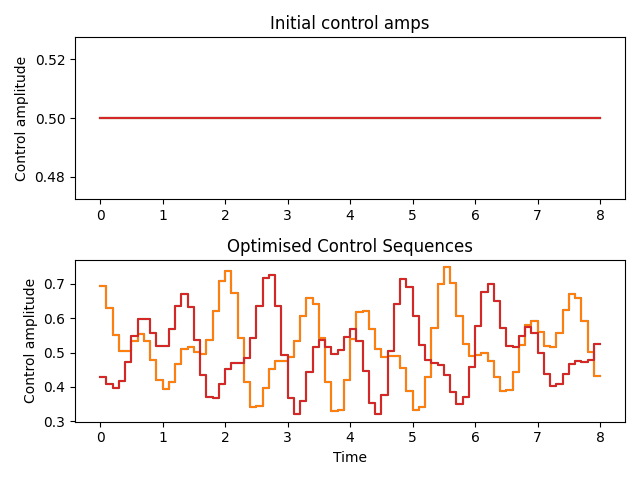 Initial control amps
Control amplitude
0.52
0.50
0.48
0 1 2 3 4 5 6 7 8
Optimised Control Sequences
Control amplitude
0.7
0.6
0.5
0.4
0.3
0 1 2 3 4 5 6 7 8
Time